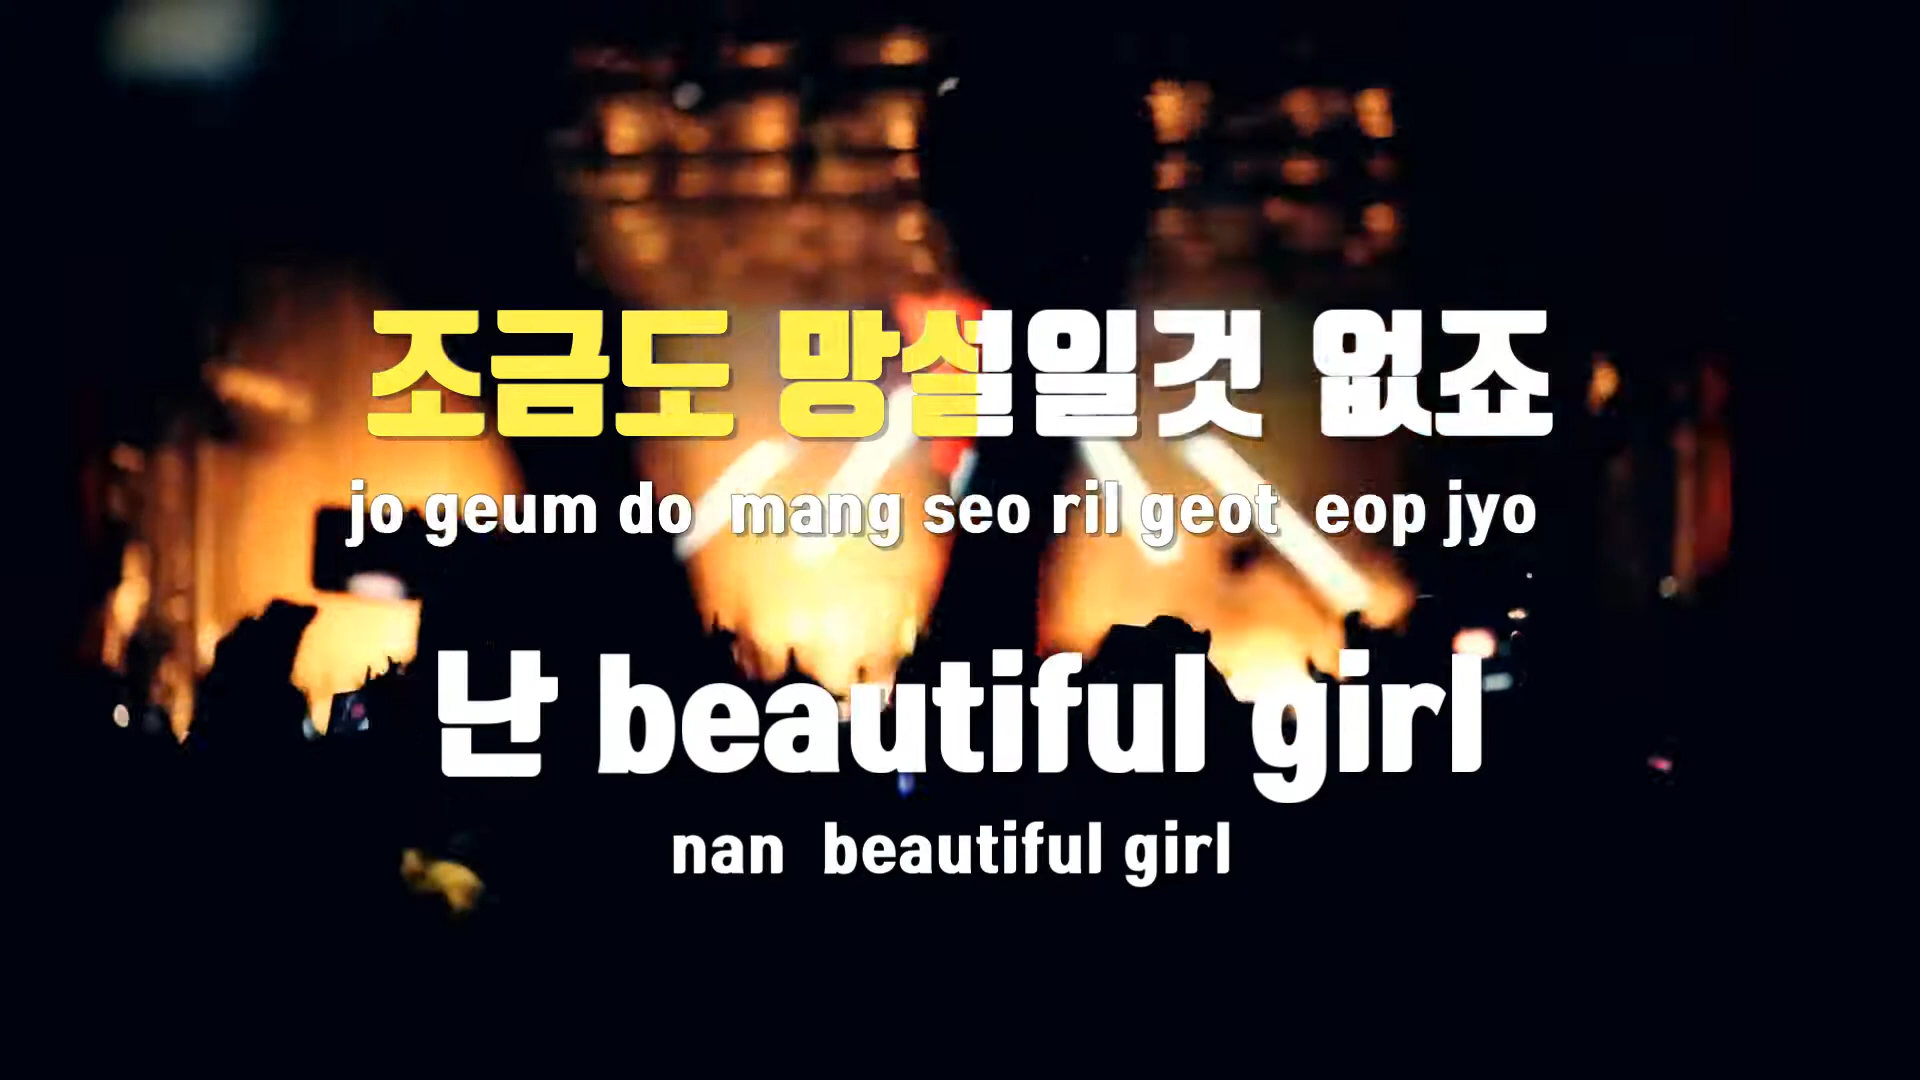 조금도 망설일것 없죠
jo geum do mang seo ril geot eop jyo
난 beautiful girl
nan beautiful girl